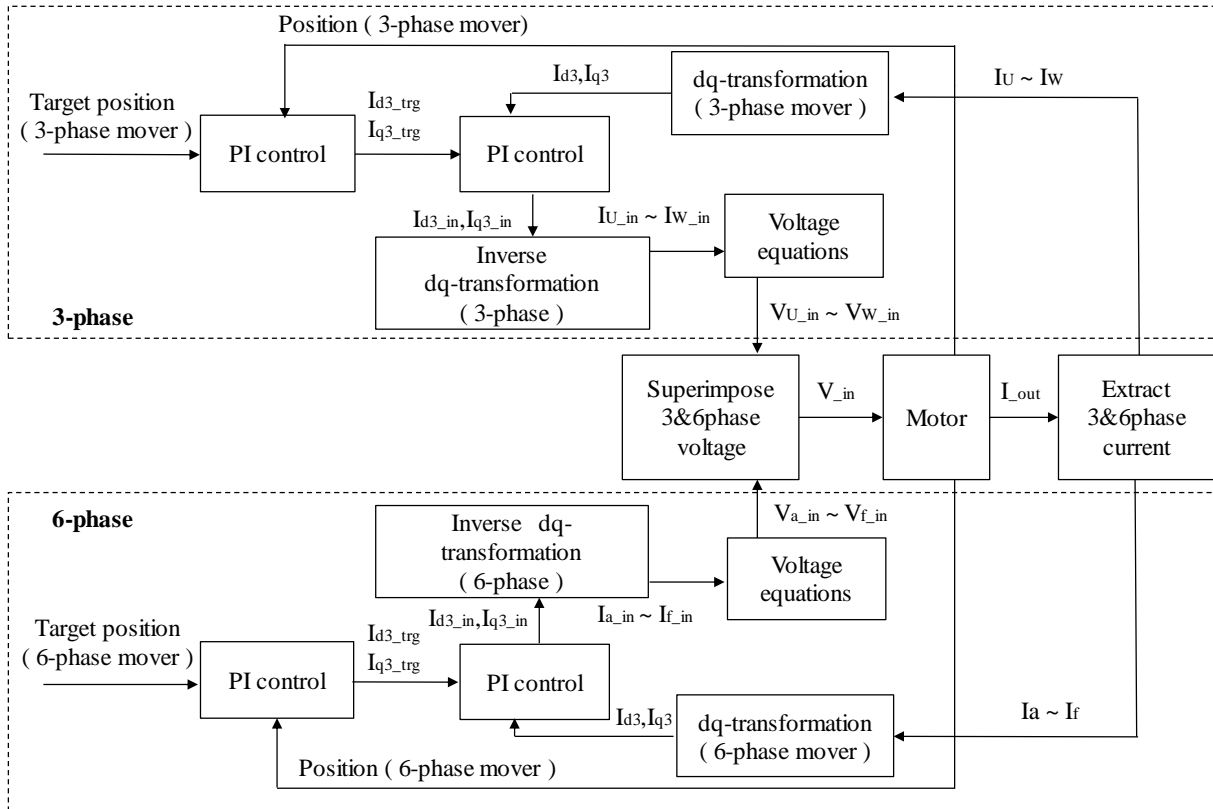 Position ( 3-phase mover)
Target position
( 3-phase mover )
PI control
Id3_trg
Iq3_trg
PI control
Id3,Iq3
dq-transformation
( 3-phase mover )
IU ~ IW
Id3_in,Iq3_in
Inverse
dq-transformation
( 3-phase )
IU_in ~ IW_in
Voltage
equations
3-phase
VU_in ~ VW_in
Superimpose
3&6phase
voltage
V_in
Motor
I_out
Extract
3&6phase
current
6-phase
Inverse dq-
transformation
( 6-phase )
Va_in ~ Vf_in
Voltage
equations
Id3_in,Iq3_in
Ia_in ~ If_in
Target position
( 6-phase mover )
PI control
Id3_trg
Iq3_trg
PI control
Id3,Iq3
dq-transformation
( 6-phase mover )
Ia ~ If
Position ( 6-phase mover )